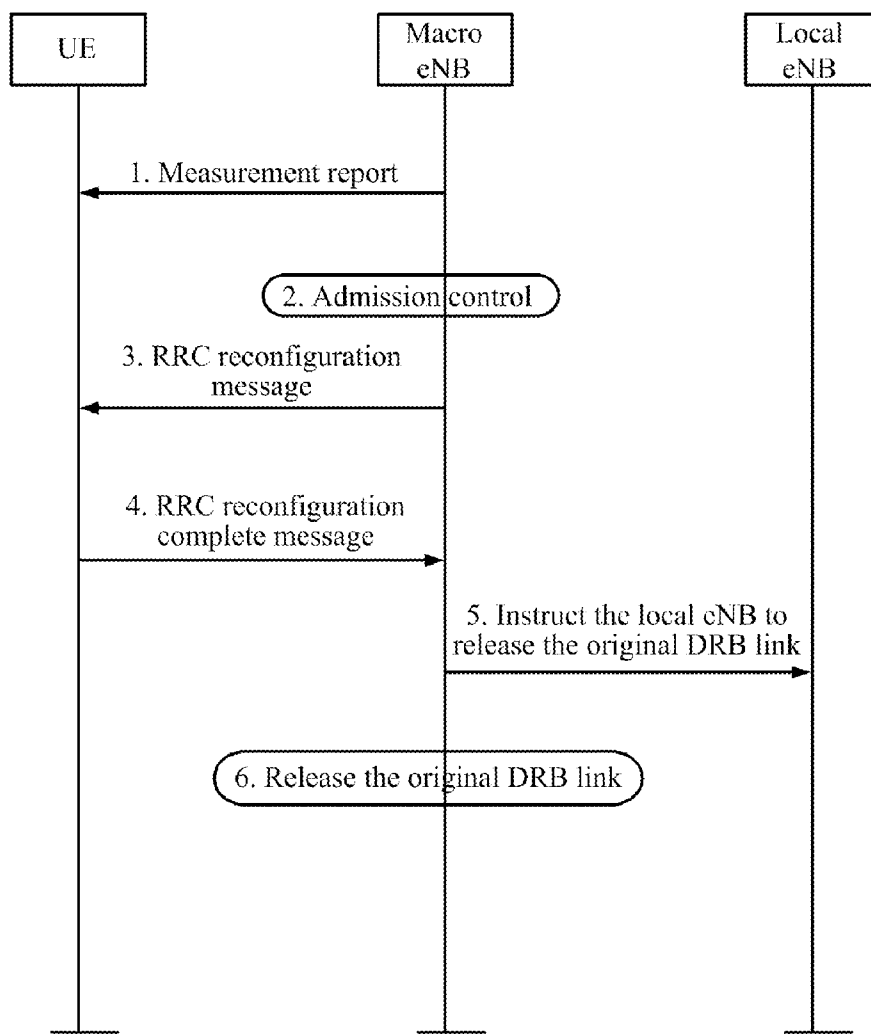 UE
Macro
eNB
Local
eNB
1. Measurement report
2. Admission control
3. RRC reconfiguration
message
4. RRC reconfiguration
complete message
5. Instruct the local eNB to
release the original DRB link
6. Release the original DRB link